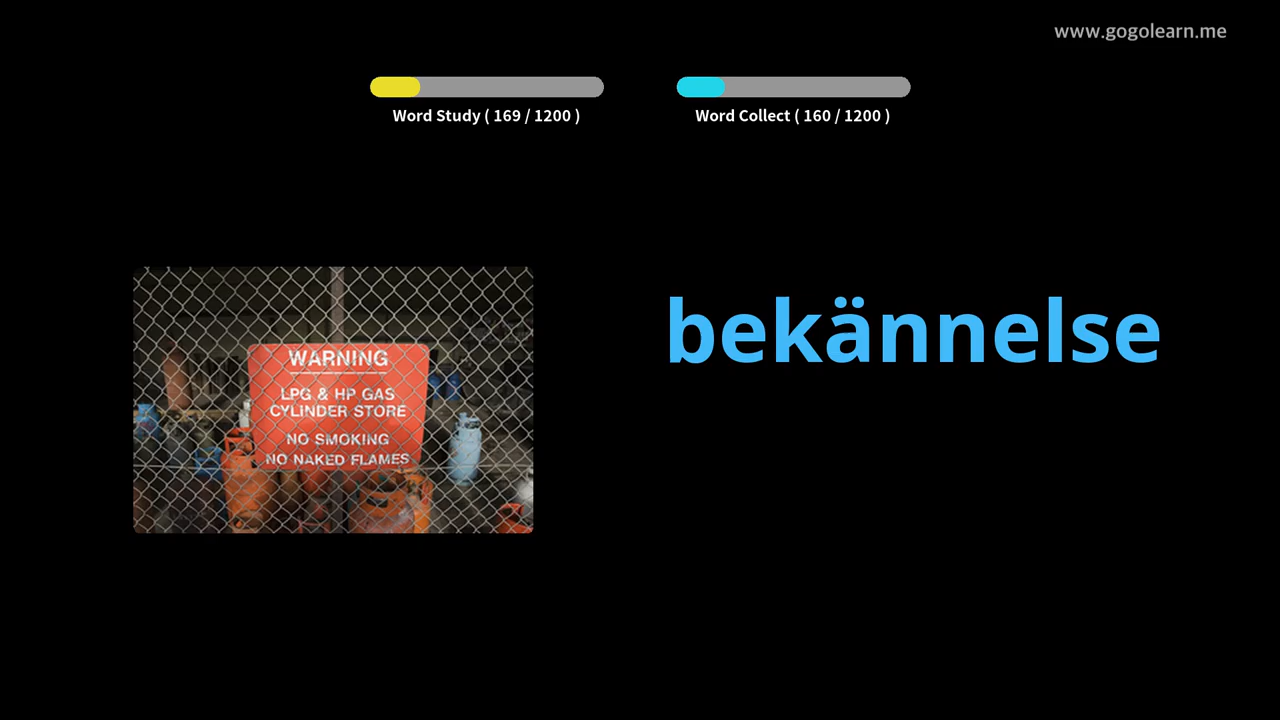 www.gogolearn.me
Word Study ( 169 / 1200 )
Word Collect ( 160 / 1200 )
bekännelse
WARNING
LPG & HP GAS
CYLINDER STORE
NO SMOKING
NO NAKED FLAMES